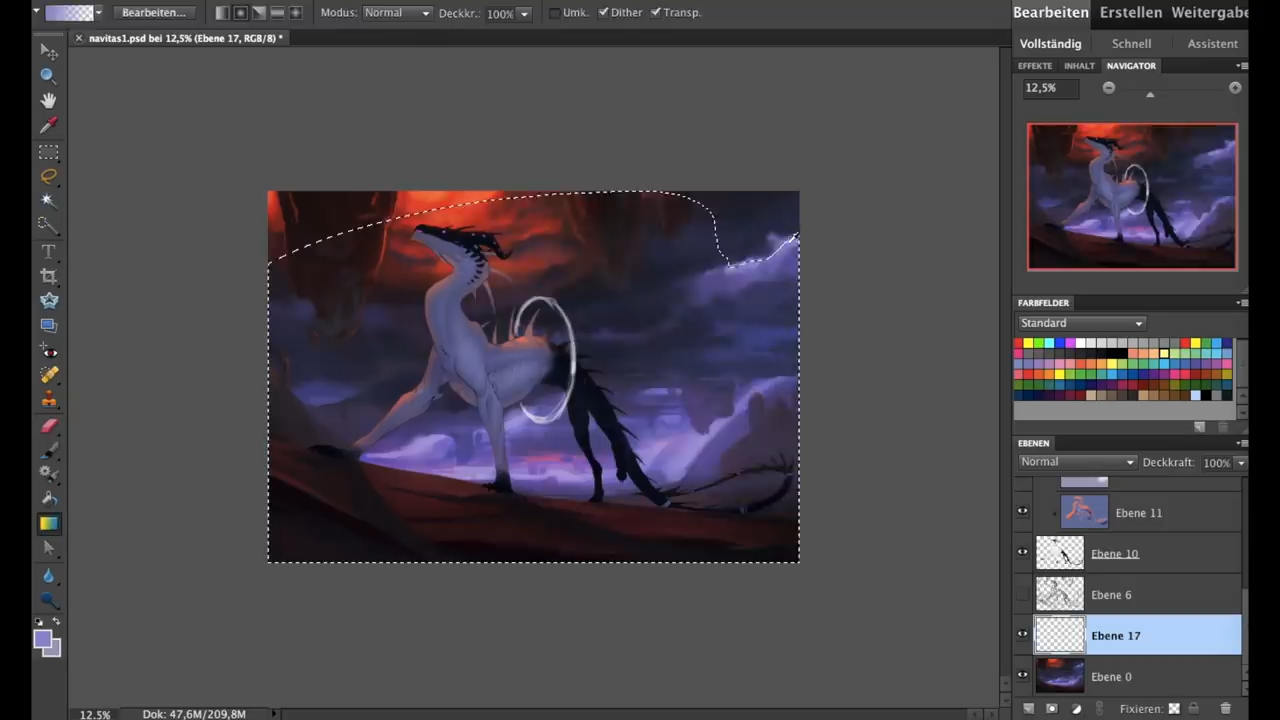 Bearbeiten... Modus: Normal Deckkr.: 100% Umk. Dither Transp.
Bearbeiten Erstellen Weitergabe
navitas1.psd bei 12,5% (Ebene 17, RGB/8) *
Vollständig Schnell Assistent
EFFEKTE INHALT NAVIGATOR
12,5%
FARBFELDER
Standard
EBENEN
Normal Deckkraft: 100%
Ebene 11
Ebene 10
Ebene 6
Ebene 17
Ebene 0
Fixieren:
12.5% Dok: 47,6M/209,8M